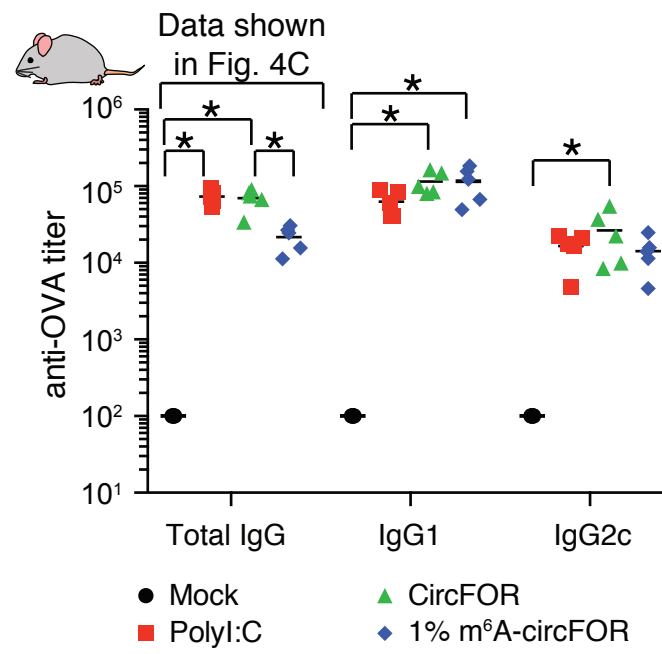 Data shown
in Fig. 4C
anti-OVA titer
10⁶
10⁵
10⁴
10³
10²
10¹
* * *
* *
*
Total IgG IgG1 IgG2c
Mock CircFOR
PolyI:C 1% m⁶A-circFOR